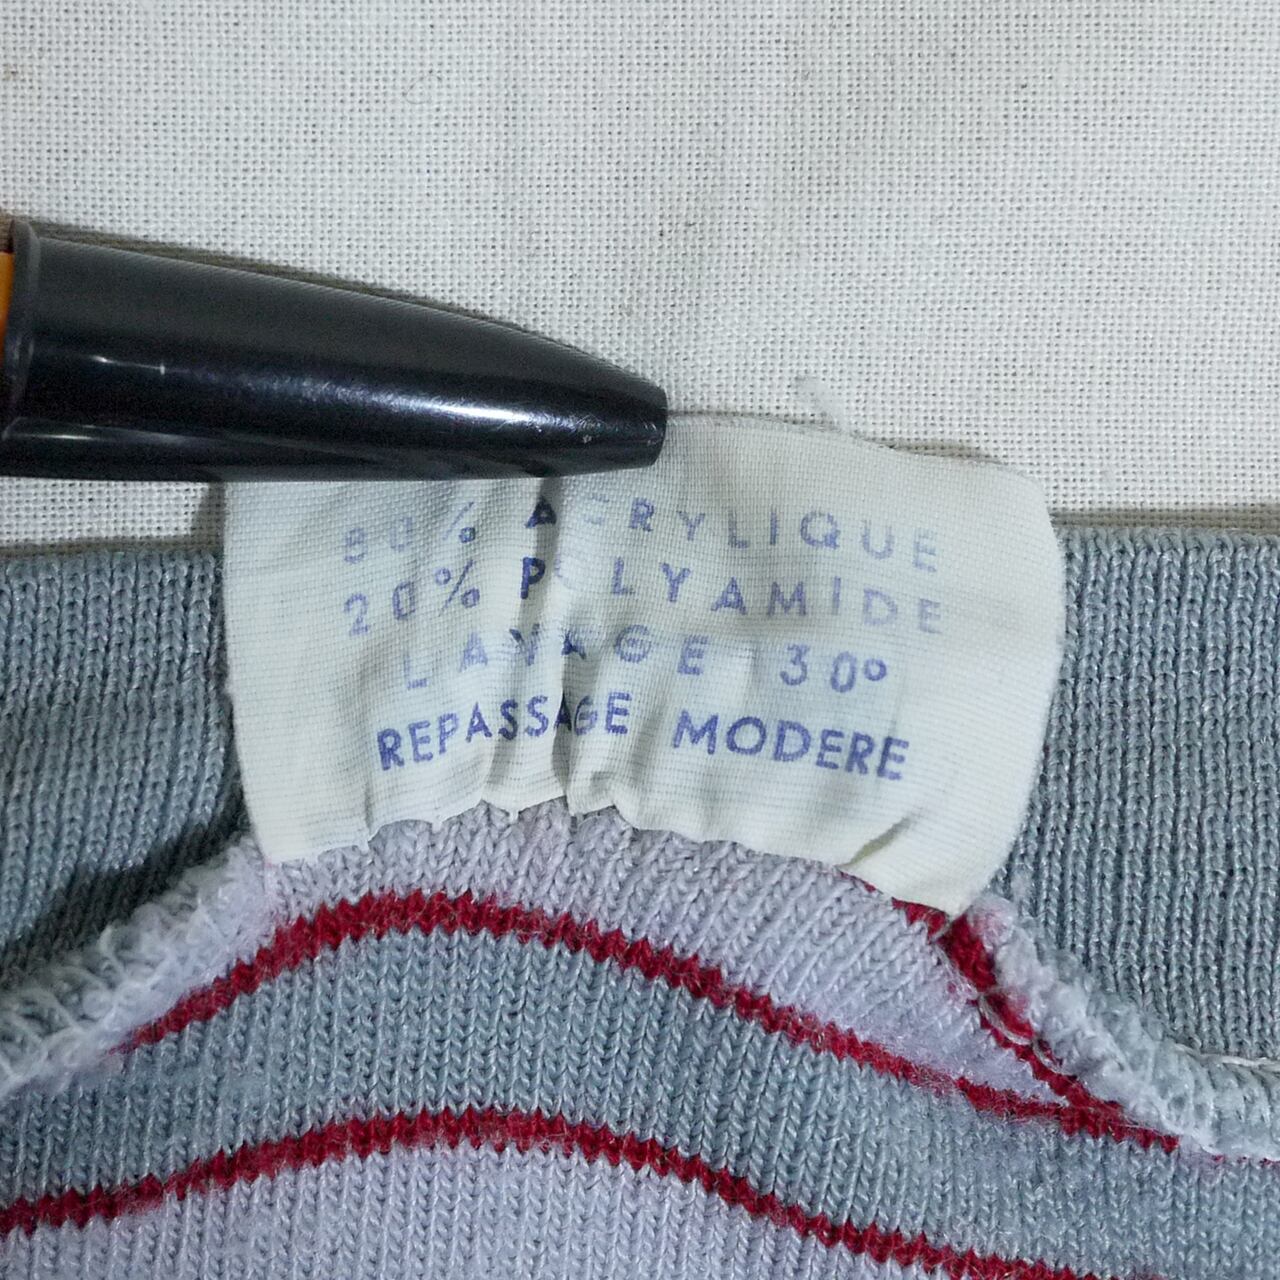 80% ACRYLIQUE
20% POLYAMIDE
LAVAGE 30°
REPASSAGE MODERE